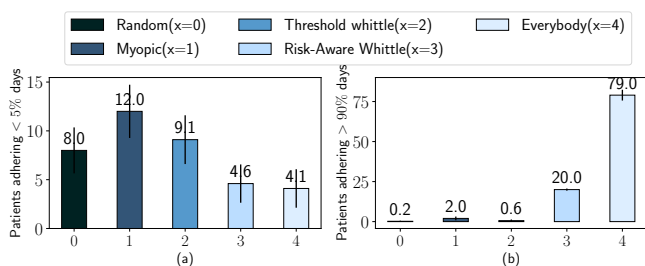 Random(x=0) Threshold whittle(x=2) Everybody(x=4)
Myopic(x=1) Risk-Aware Whittle(x=3)
Patients adhering < 5% days
15
10
5
0
8.0 12.0 9.1 4.6 4.1
0 1 2 3 4
(a)
Patients adhering > 90% days
75
50
25
0
0.2 2.0 0.6 20.0 79.0
0 1 2 3 4
(b)